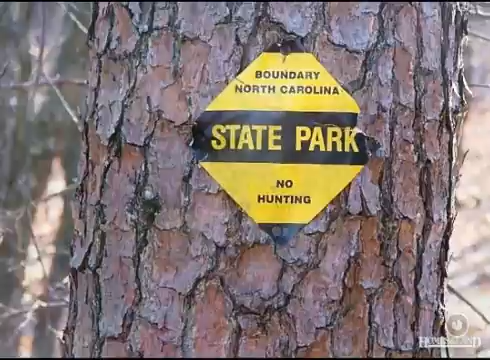 BOUNDARY
NORTH CAROLINA
STATE PARK
NO
HUNTING